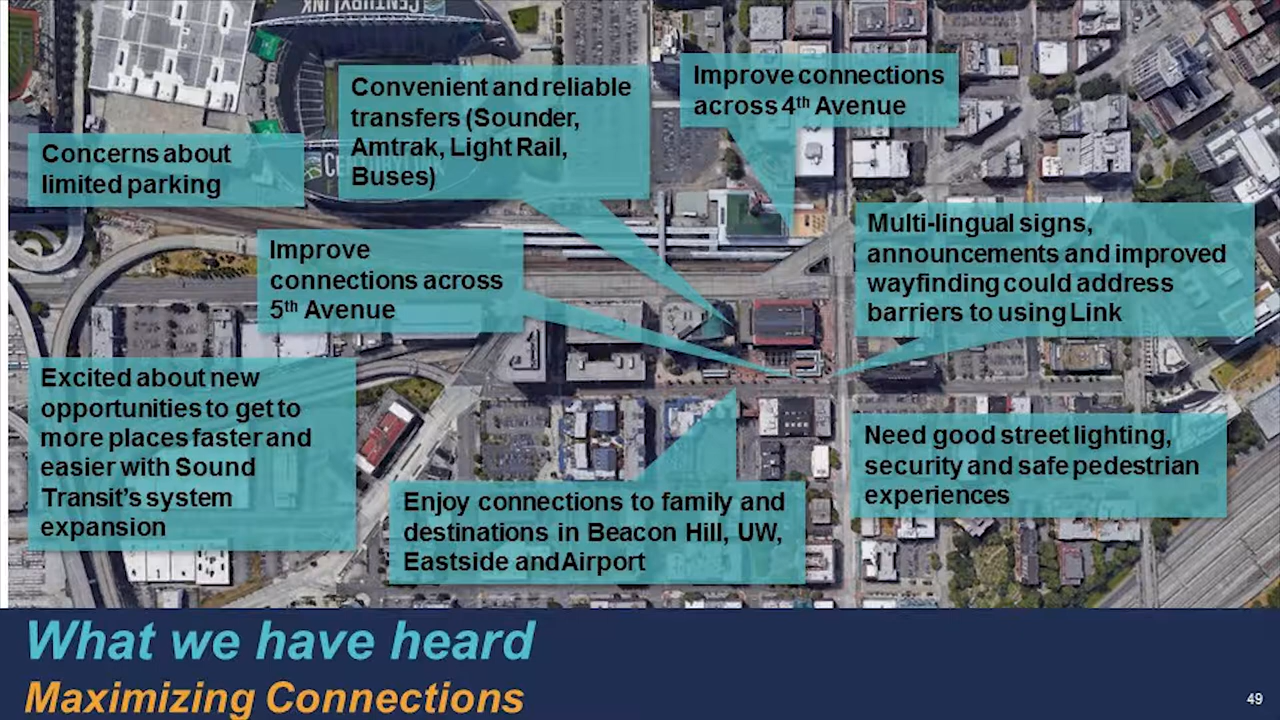 CENTURYLINK
Convenient and reliable
transfers (Sounder,
Amtrak, Light Rail,
Buses)
Improve connections
across 4th Avenue
Concerns about
limited parking
Multi-lingual signs,
announcements and improved
wayfinding could address
barriers to using Link
Improve
connections across
5th Avenue
Excited about new
opportunities to get to
more places faster and
easier with Sound
Transit's system
expansion
Need good street lighting,
security and safe pedestrian
experiences
Enjoy connections to family and
destinations in Beacon Hill, UW,
Eastside and Airport
What we have heard
Maximizing Connections
49